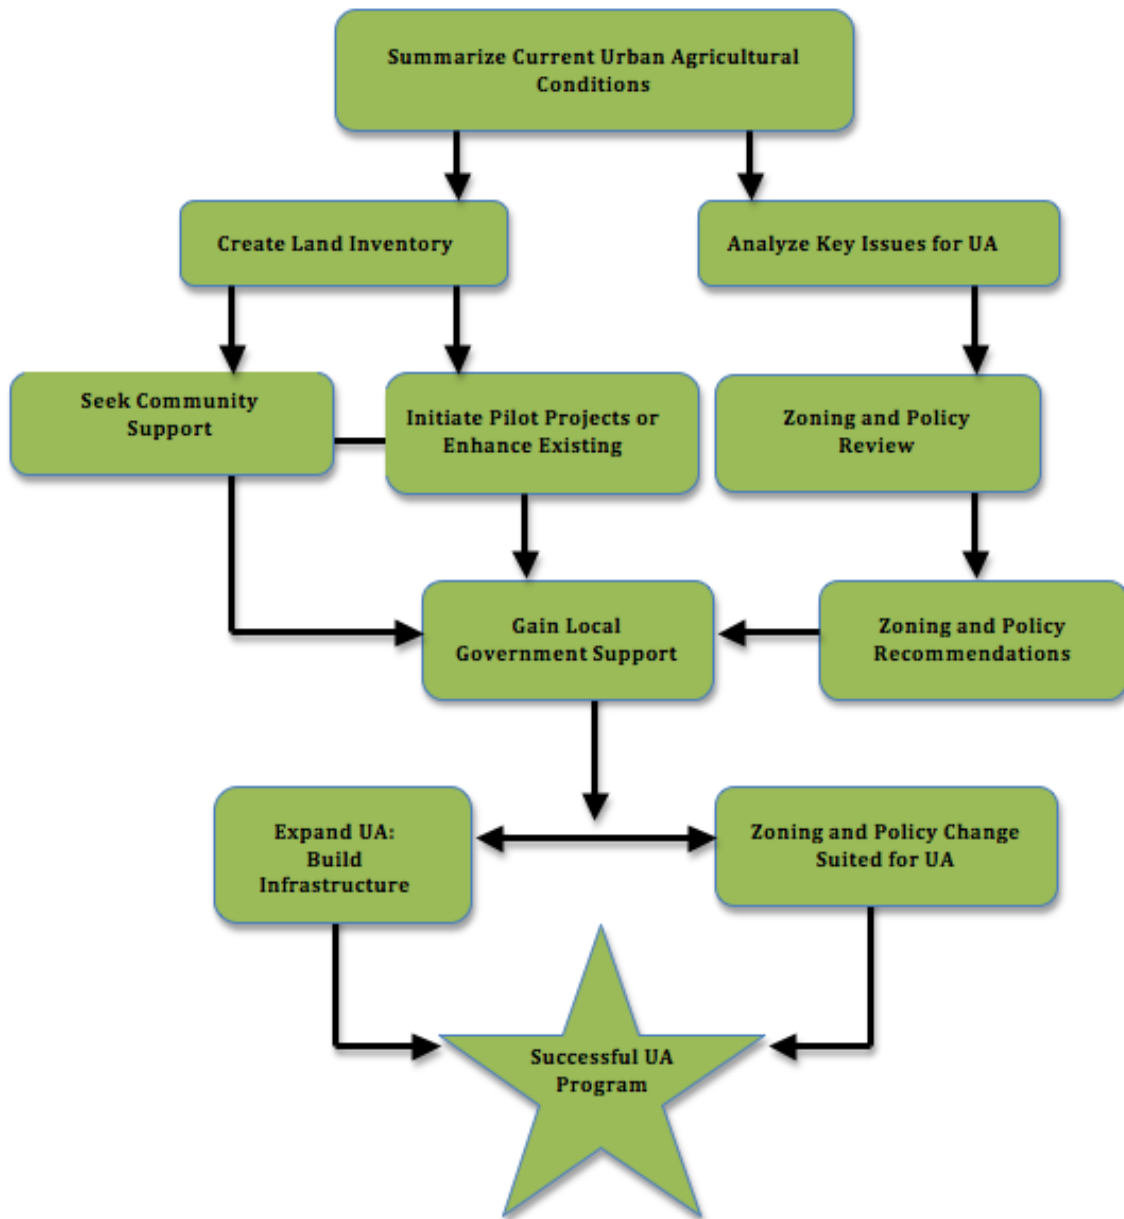 Summarize Current Urban Agricultural
Conditions
Create Land Inventory
Analyze Key Issues for UA
Seek Community
Support
Initiate Pilot Projects or
Enhance Existing
Zoning and Policy
Review
Gain Local
Government Support
Zoning and Policy
Recommendations
Expand UA:
Build
Infrastructure
Zoning and Policy Change
Suited for UA
Successful UA
Program